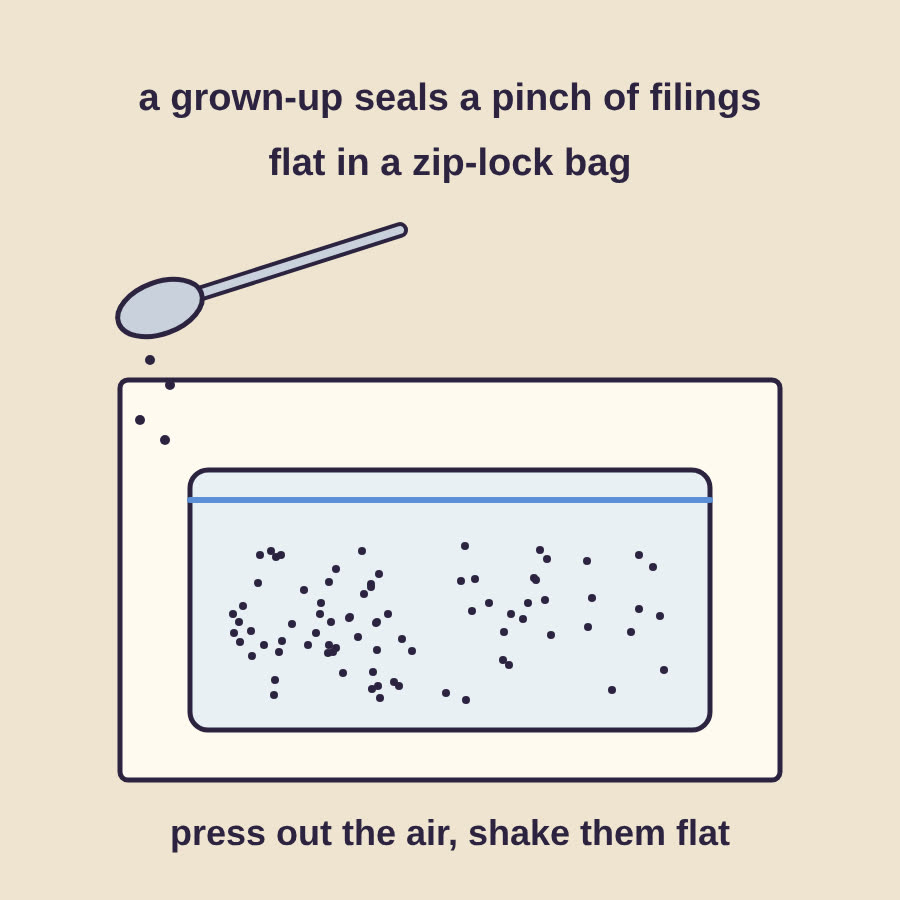 a grown-up seals a pinch of filings
flat in a zip-lock bag
press out the air, shake them flat